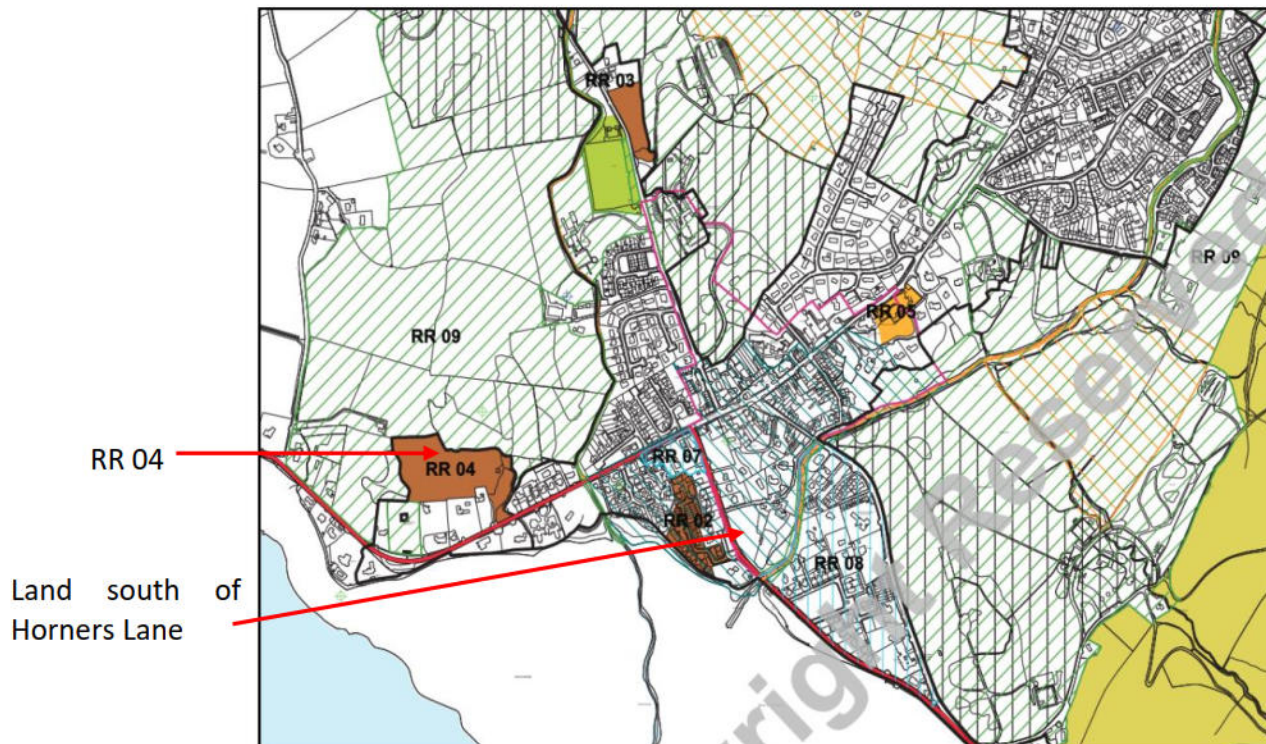 RR 03
RR 09
RR 09
RR 05
RR 04
RR 04
RR 07
RR 02
RR 08
Land south of
Horners Lane
right Reserved